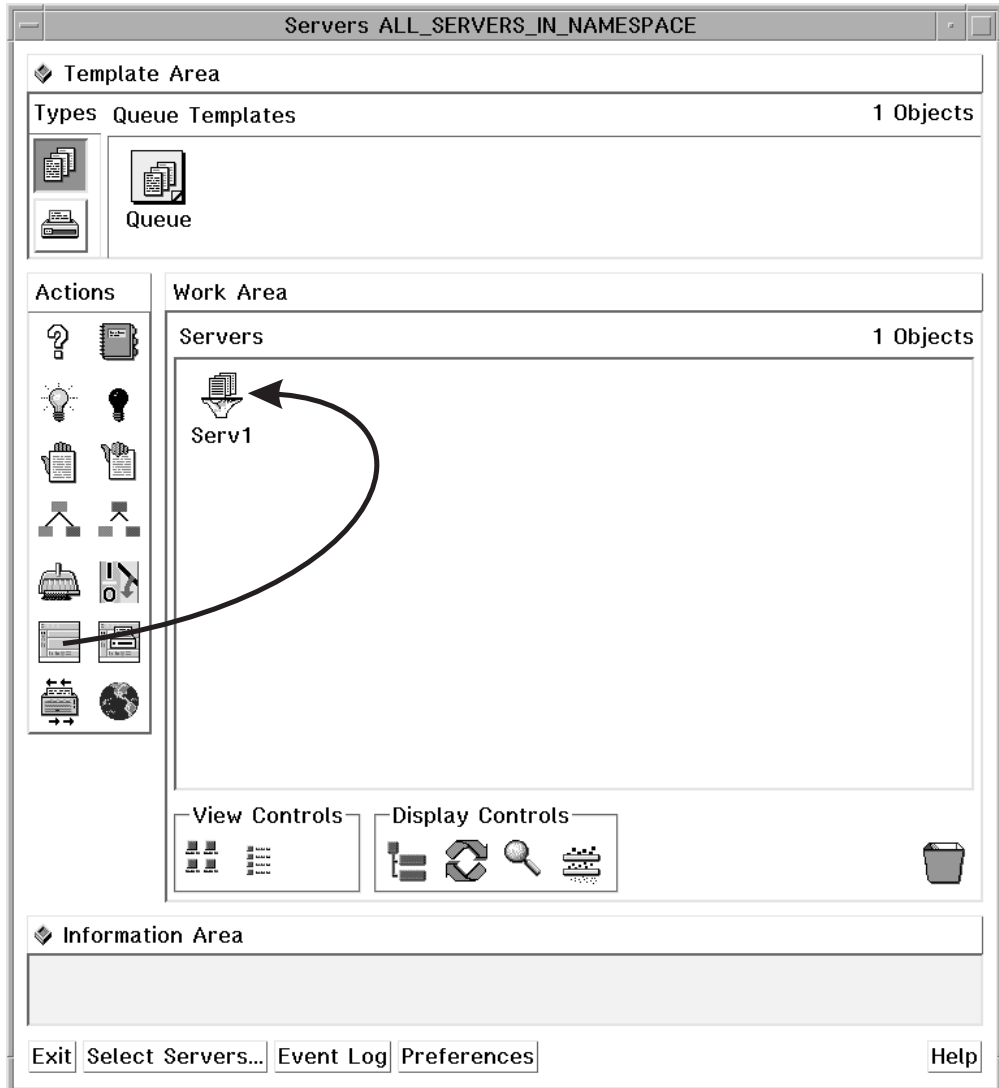 Servers ALL_SERVERS_IN_NAMESPACE
Template Area
Types Queue Templates 1 Objects
Queue
Actions
Work Area
Servers 1 Objects
Serv1
View Controls
Display Controls
Information Area
Exit Select Servers... Event Log Preferences Help